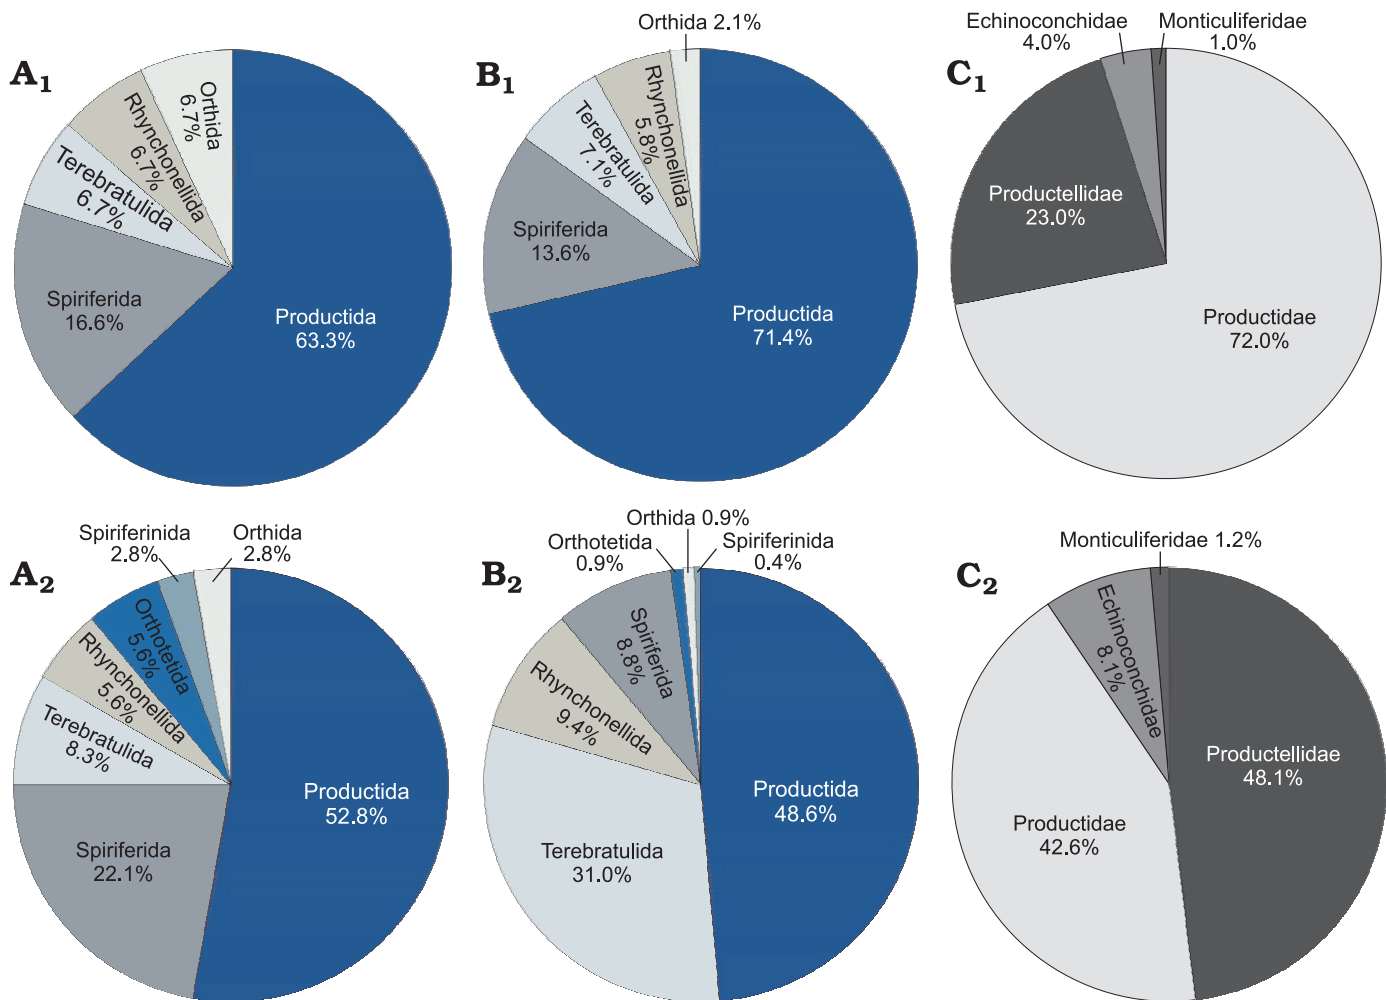 A1
Orthida
6.7%
Rhynchonellida
6.7%
Terebratulida
6.7%
Spiriferida
16.6%
Productida
63.3%
B1
Orthida 2.1%
Rhynchonellida
5.8%
Terebratulida
7.1%
Spiriferida
13.6%
Productida
71.4%
C1
Echinoconchidae
4.0%
Monticuliferidae
1.0%
Productellidae
23.0%
Productidae
72.0%
A2
Spiriferinida
2.8%
Orthida
2.8%
Orthotetida
5.6%
Rhynchonellida
5.6%
Terebratulida
8.3%
Spiriferida
22.1%
Productida
52.8%
B2
Orthida 0.9%
Orthotetida
0.9%
Spiriferinida
0.4%
Spiriferida
8.8%
Rhynchonellida
9.4%
Terebratulida
31.0%
Productida
48.6%
C2
Monticuliferidae 1.2%
Echinoconchidae
8.1%
Productidae
42.6%
Productellidae
48.1%